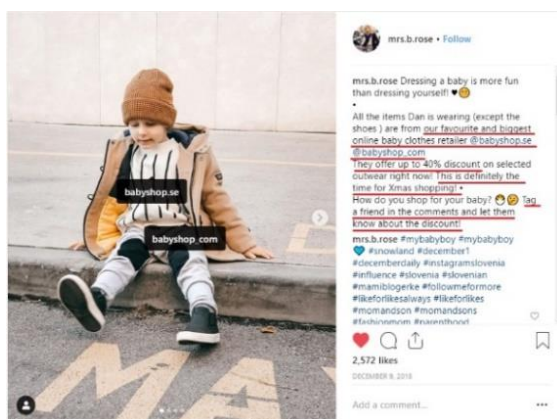 mrs.b.rose • Follow
mrs.b.rose Dressing a baby is more fun
than dressing yourself! 
•
All the items Dan is wearing (except the
shoes ) are from our favourite and biggest
online baby clothes retailer @babyshop.se
@babyshop_com
They offer up to 40% discount on selected
outwear right now! This is definitely the
time for Xmas shopping! •
How do you shop for your baby? Tag
a friend in the comments and let them
know about the discount!
mrs.b.rose #mybabyboy #mybabyboy
#snowland #december1
#decemberdaily #instagramslovenia
#influence #slovenia #slovenian
#mamiblogerke #followmeformore
#likeforlikesalways #likeforlikes
#momandson #momandsons
#fashionmom #parenthood
2,572 likes
DECEMBER 9, 2018
Add a comment...
babyshop.se
babyshop_com
MA